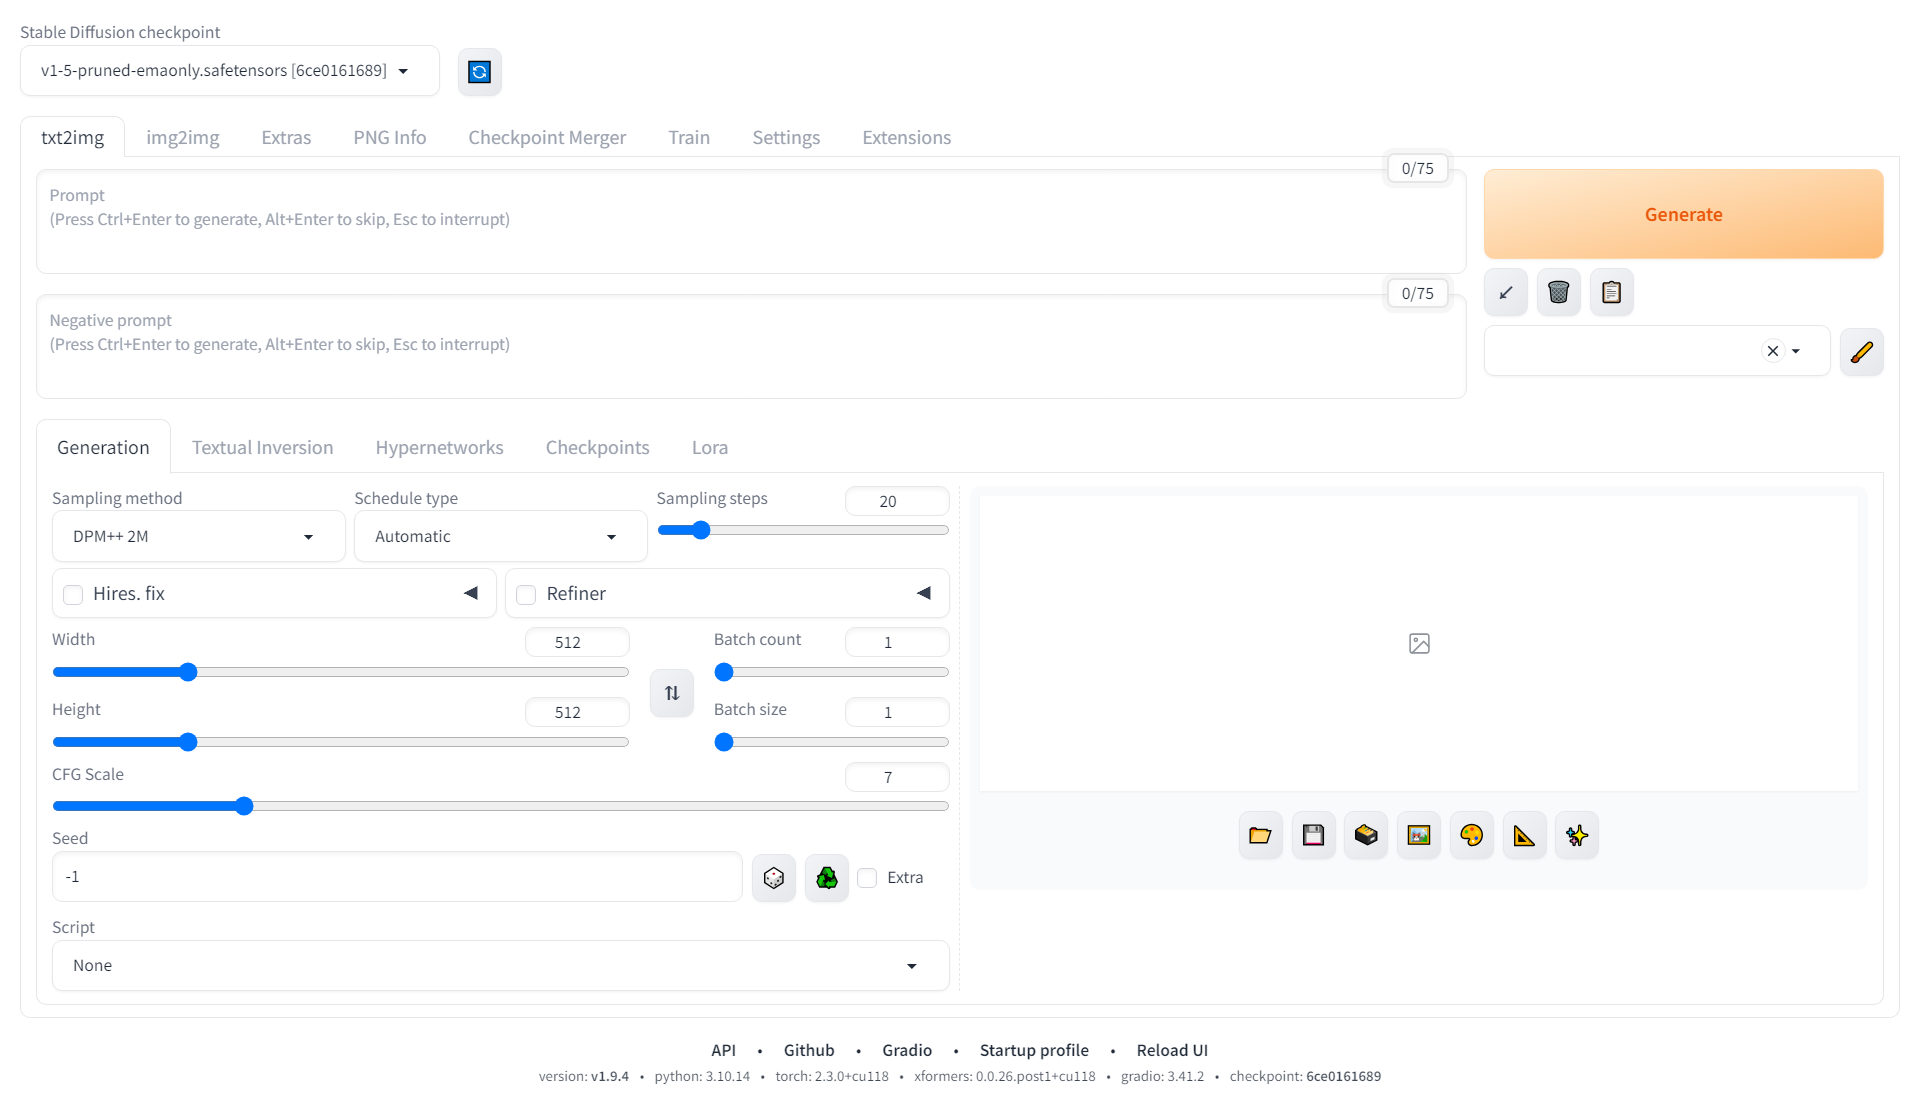 Stable Diffusion checkpoint
v1-5-pruned-emaonly.safetensors [6ce0161689]
txt2img img2img Extras PNG Info Checkpoint Merger Train Settings Extensions
0/75
Prompt
(Press Ctrl+Enter to generate, Alt+Enter to skip, Esc to interrupt)
Generate
0/75
Negative prompt
(Press Ctrl+Enter to generate, Alt+Enter to skip, Esc to interrupt)
Generation Textual Inversion Hypernetworks Checkpoints Lora
Sampling method Schedule type Sampling steps 20
DPM++ 2M Automatic
Hires. fix Refiner
Width 512 Batch count 1
Height 512 Batch size 1
CFG Scale 7
Seed
-1 Extra
Script
None
API • Github • Gradio • Startup profile • Reload UI
version: v1.9.4 • python: 3.10.14 • torch: 2.3.0+cu118 • xformers: 0.0.26.post1+cu118 • gradio: 3.41.2 • checkpoint: 6ce0161689